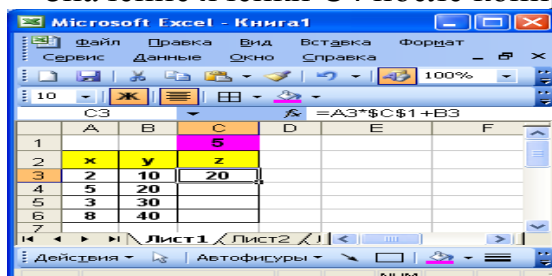 Microsoft Excel - Книга1
Файл Правка Вид Вставка Формат
Сервис Данные Окно Справка
100%
10 Ж
C3 fx =A3*$C$1+B3
A B C D E F
1 5
2 x y z
3 2 10 20
4 5 20
5 3 30
6 8 40
7
Лист1 Лист2
Действия Автофигуры